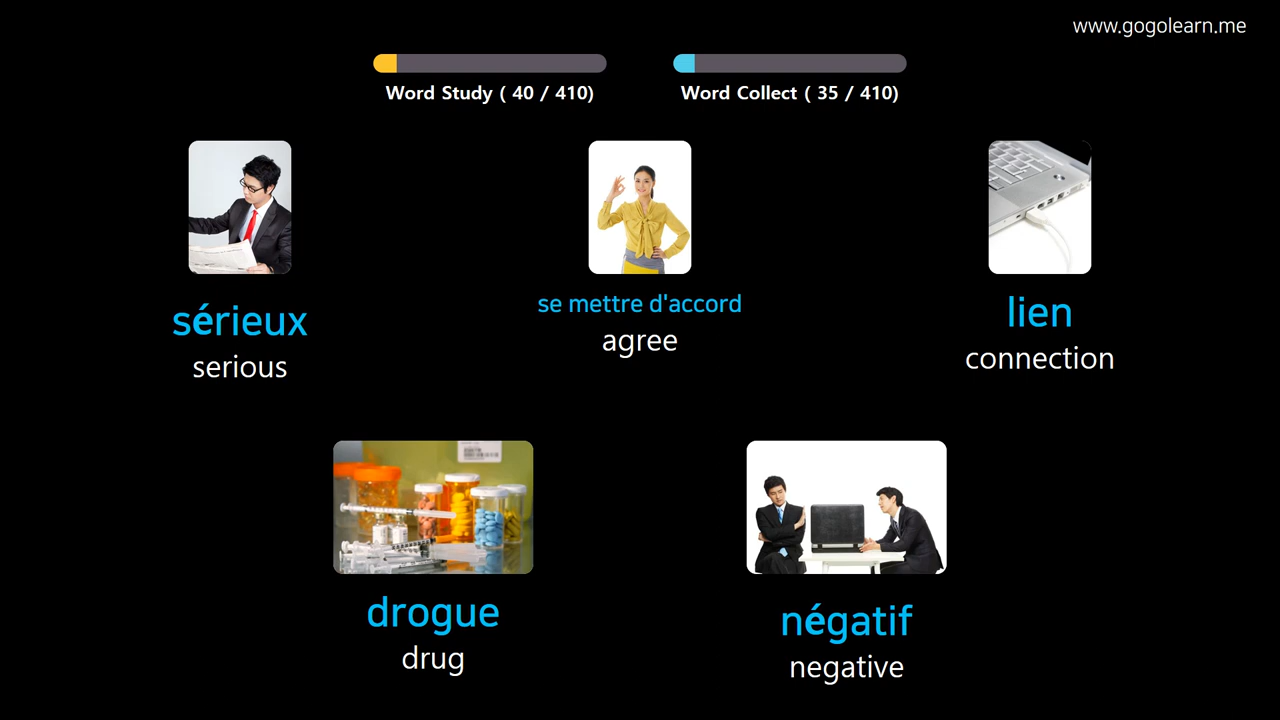 www.gogolearn.me
Word Study ( 40 / 410)
Word Collect ( 35 / 410)
sérieux
serious
se mettre d'accord
agree
lien
connection
drogue
drug
négatif
negative